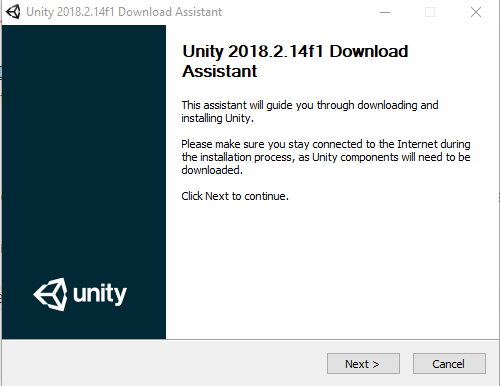 Unity 2018.2.14f1 Download Assistant
Unity 2018.2.14f1 Download
Assistant
This assistant will guide you through downloading and
installing Unity.
Please make sure you stay connected to the Internet during
the installation process, as Unity components will need to be
downloaded.
Click Next to continue.
unity
Next >
Cancel